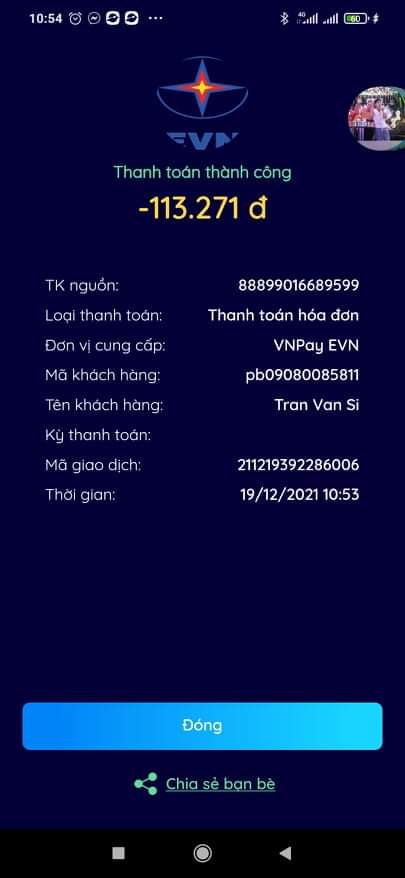 10:54
4G
60
EVN
Thanh toán thành công
-113.271 đ
TK nguồn: 88899016689599
Loại thanh toán: Thanh toán hóa đơn
Đơn vị cung cấp: VNPay EVN
Mã khách hàng: pb09080085811
Tên khách hàng: Tran Van Si
Kỳ thanh toán:
Mã giao dịch: 211219392286006
Thời gian: 19/12/2021 10:53
Đóng
Chia sẻ bạn bè